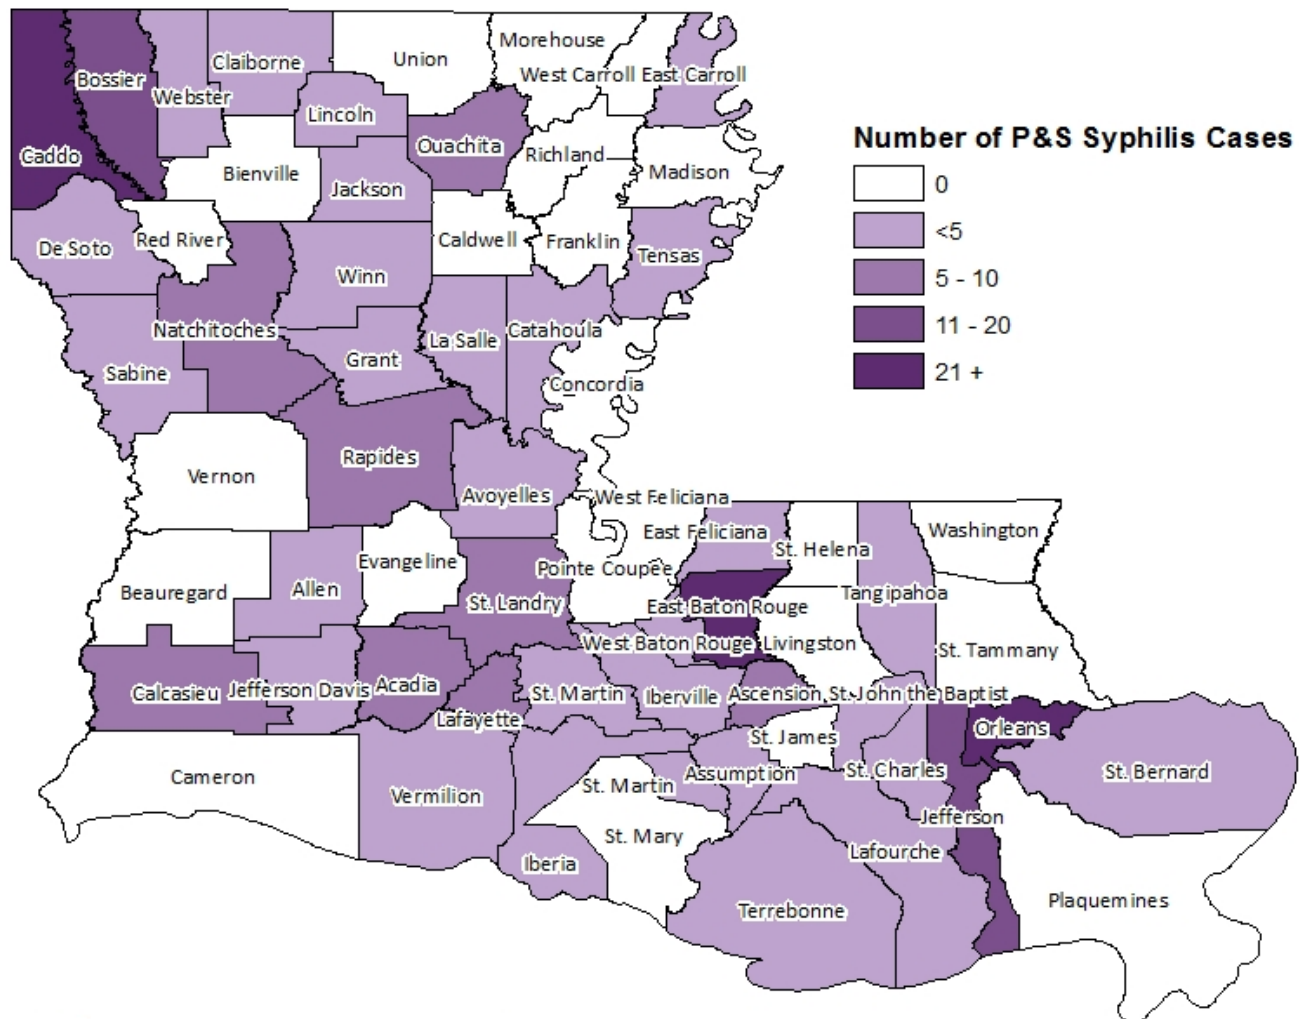 Morehouse
Union
Claiborne
West Carroll
East Carroll
Bossier
Webster
Lincoln
Number of P&S Syphilis Cases
Ouachita
Caddo
Richland
Bienville
Madison
0
Jackson
<5
Red River
Caldwell
Franklin
De Soto
Tensas
Winn
5 - 10
Natchitoches
Catahoula
11 - 20
La Salle
Grant
Sabine
21 +
Concordia
Rapides
Vernon
Avoyelles
West Feliciana
East Feliciana
Washington
St. Helena
Evangeline
Pointe Coupee
Beauregard
Allen
Tangipahoa
St. Landry
East Baton Rouge
West Baton Rouge
Livingston
St. Tammany
Calcasieu
Jefferson Davis
Acadia
St. Martin
Iberville
Ascension
St. John the Baptist
Lafayette
Orleans
St. James
Cameron
Assumption
St. Charles
St. Bernard
St. Martin
Vermilion
Jefferson
St. Mary
Lafourche
Iberia
Plaquemines
Terrebonne